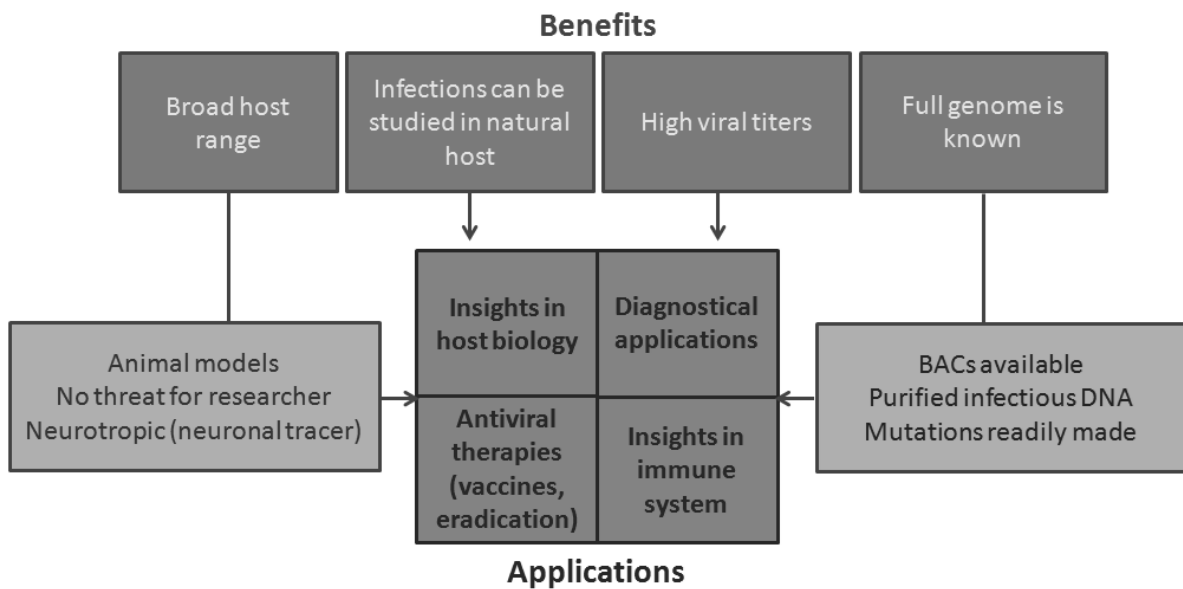 Benefits
Broad host
range
Infections can be
studied in natural
host
High viral titers
Full genome is
known
Animal models
No threat for researcher
Neurotropic (neuronal tracer)
Insights in
host biology
Diagnostical
applications
Antiviral
therapies
(vaccines,
eradication)
Insights in
immune
system
BACs available
Purified infectious DNA
Mutations readily made
Applications